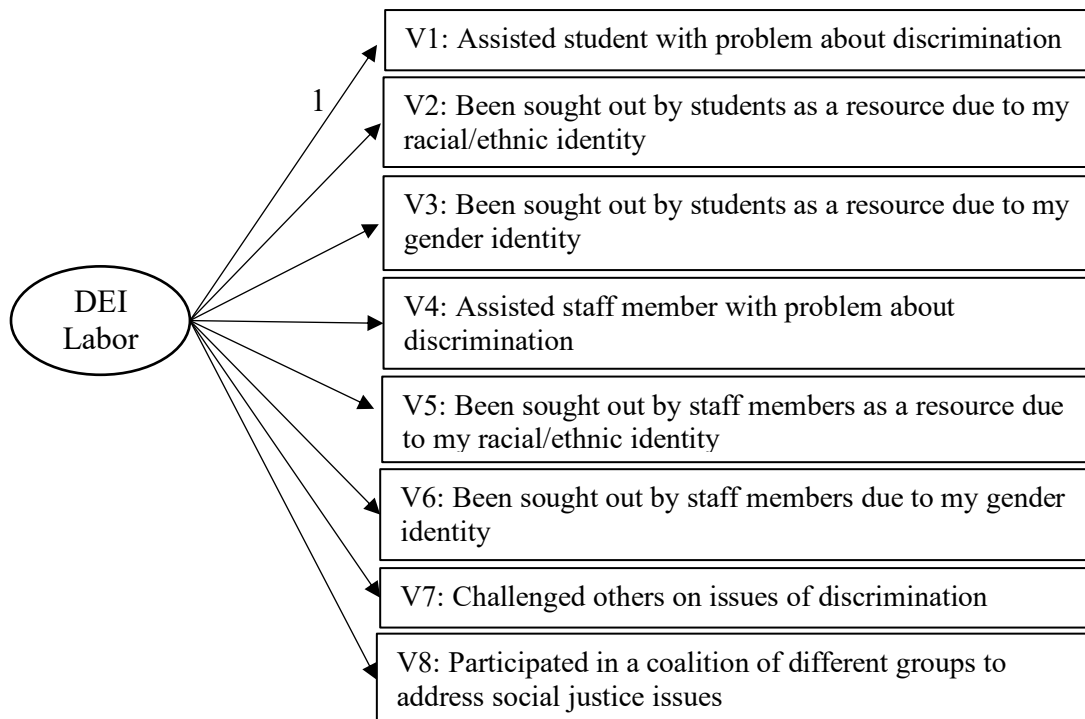 V1: Assisted student with problem about discrimination
1
V2: Been sought out by students as a resource due to my
racial/ethnic identity
V3: Been sought out by students as a resource due to my
gender identity
DEI
Labor
V4: Assisted staff member with problem about
discrimination
V5: Been sought out by staff members as a resource due
to my racial/ethnic identity
V6: Been sought out by staff members due to my gender
identity
V7: Challenged others on issues of discrimination
V8: Participated in a coalition of different groups to
address social justice issues